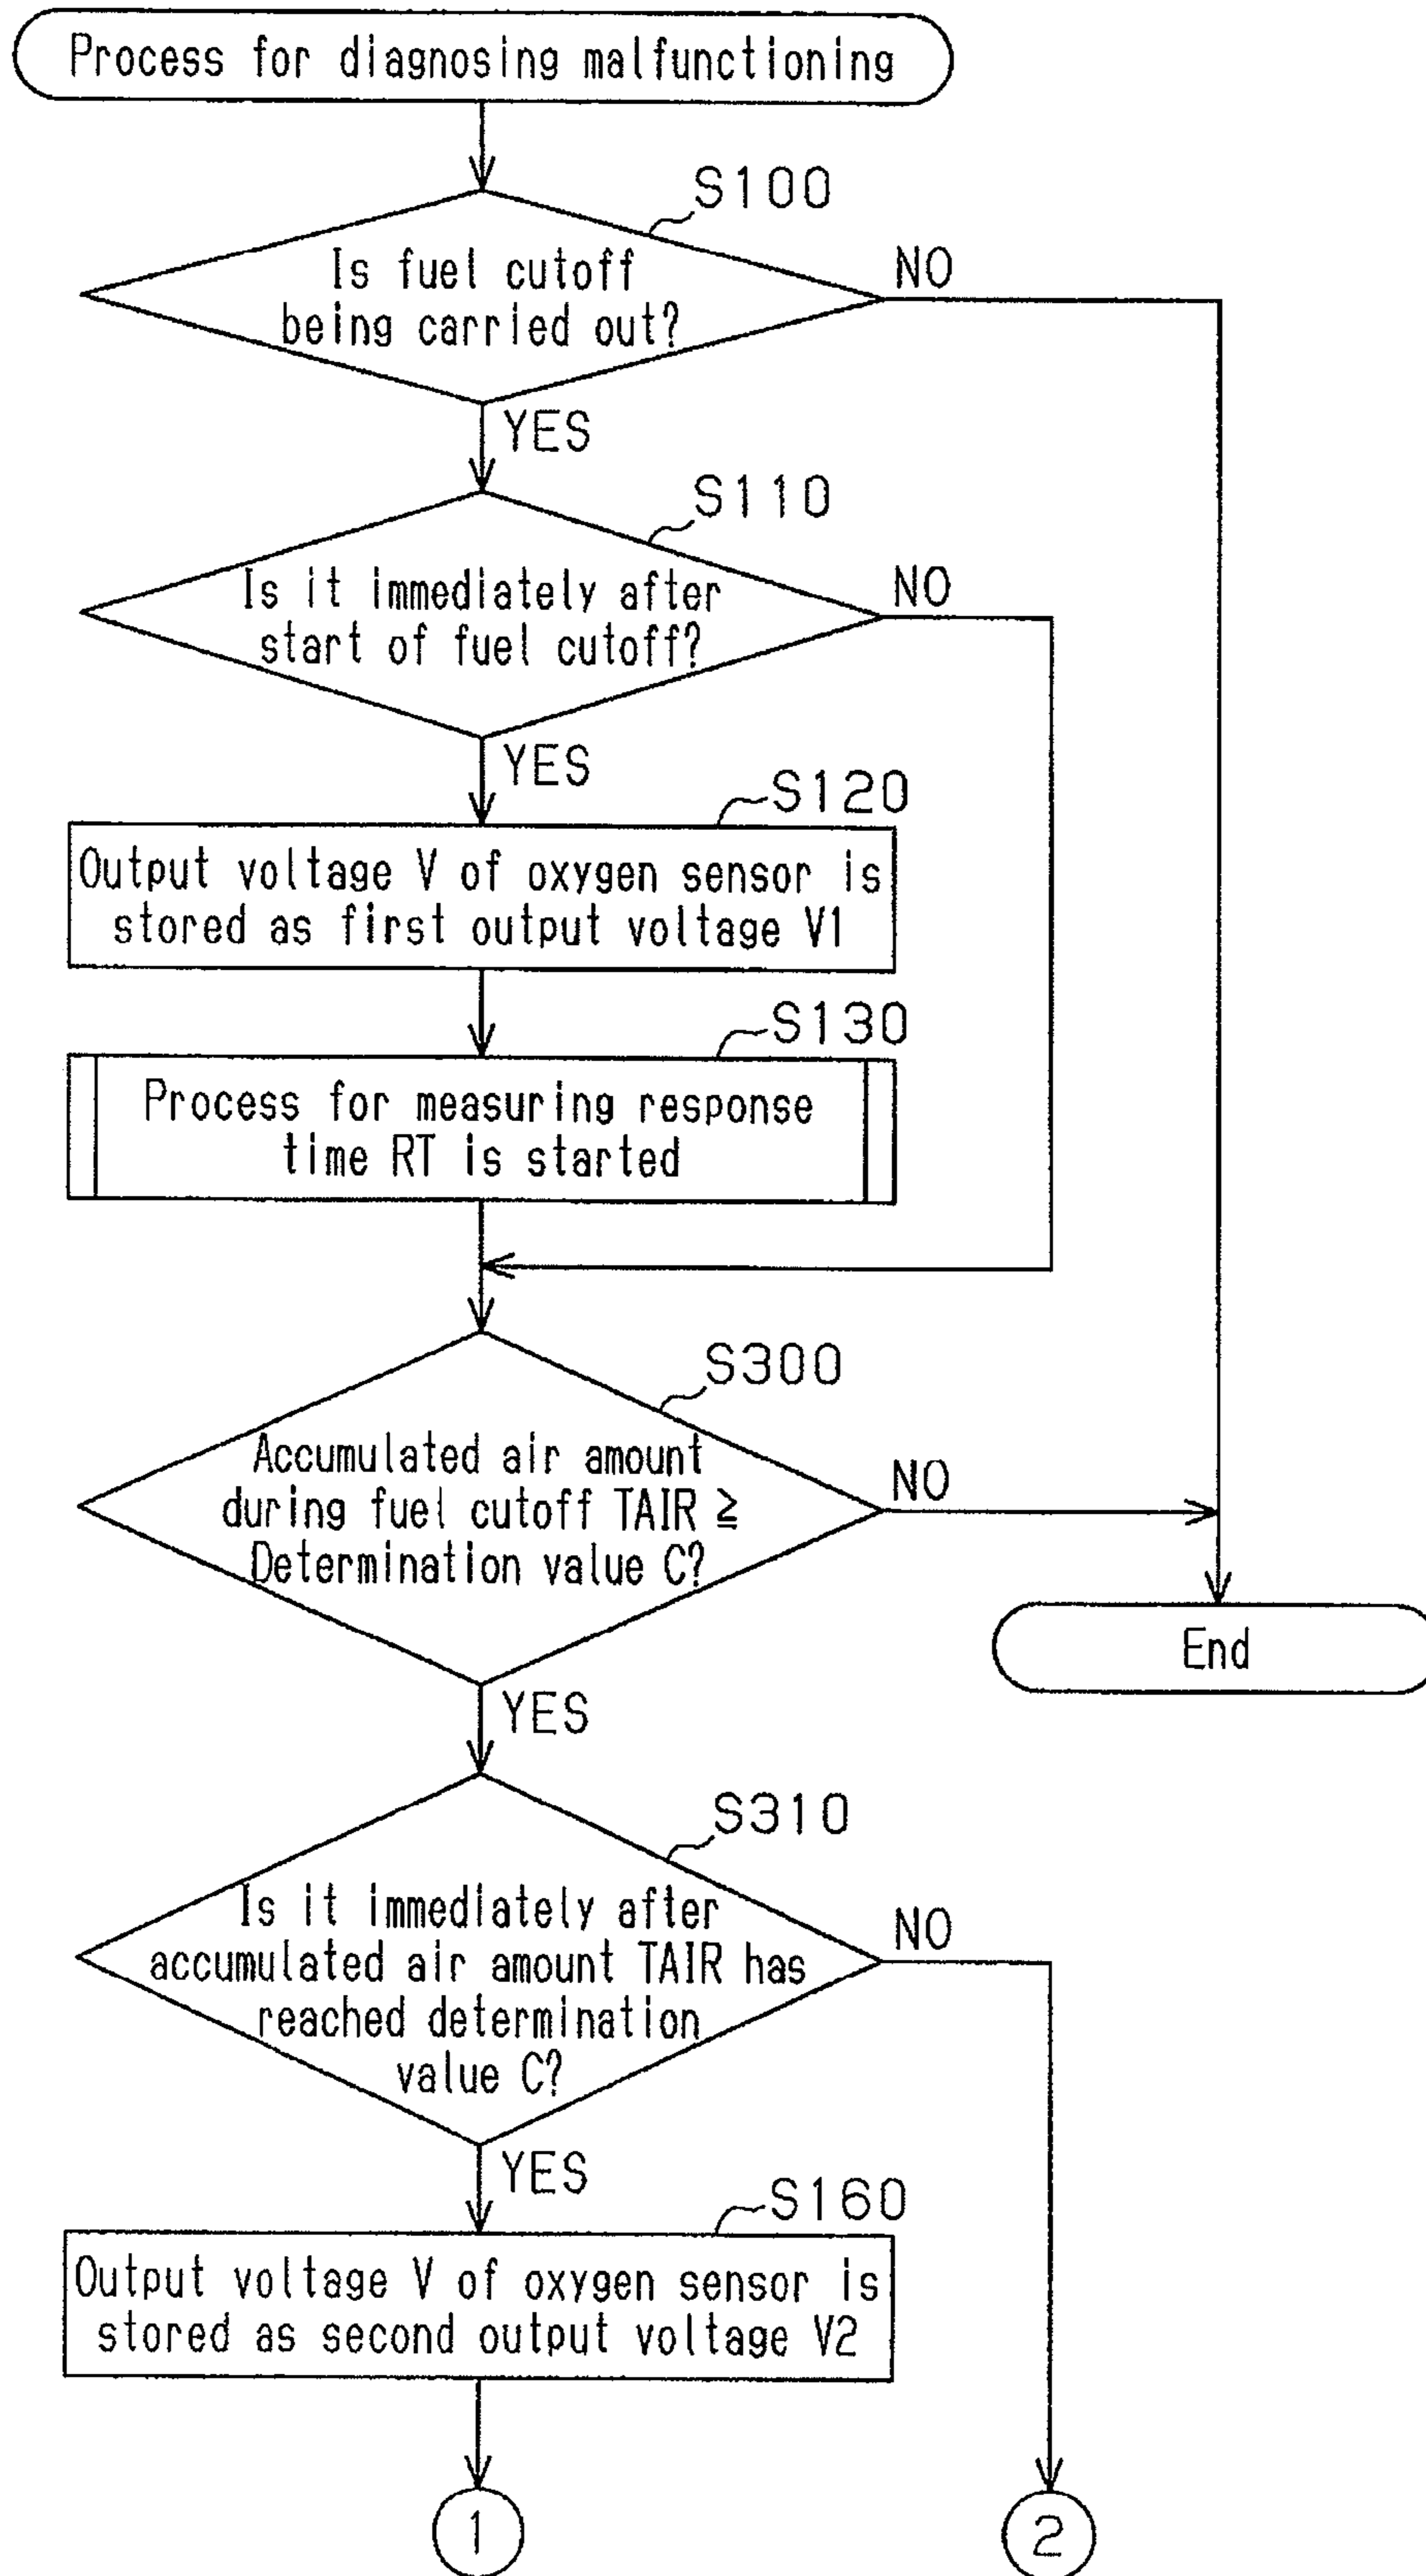 Process for diagnosing malfunctioning
S100
Is fuel cutoff
being carried out?
NO
YES
S110
Is it immediately after
start of fuel cutoff?
NO
YES
S120
Output voltage V of oxygen sensor is
stored as first output voltage V1
S130
Process for measuring response
time RT is started
S300
Accumulated air amount
during fuel cutoff TAIR ≧
Determination value C?
NO
End
YES
S310
Is it immediately after
accumulated air amount TAIR has
reached determination
value C?
NO
YES
S160
Output voltage V of oxygen sensor is
stored as second output voltage V2
1
2